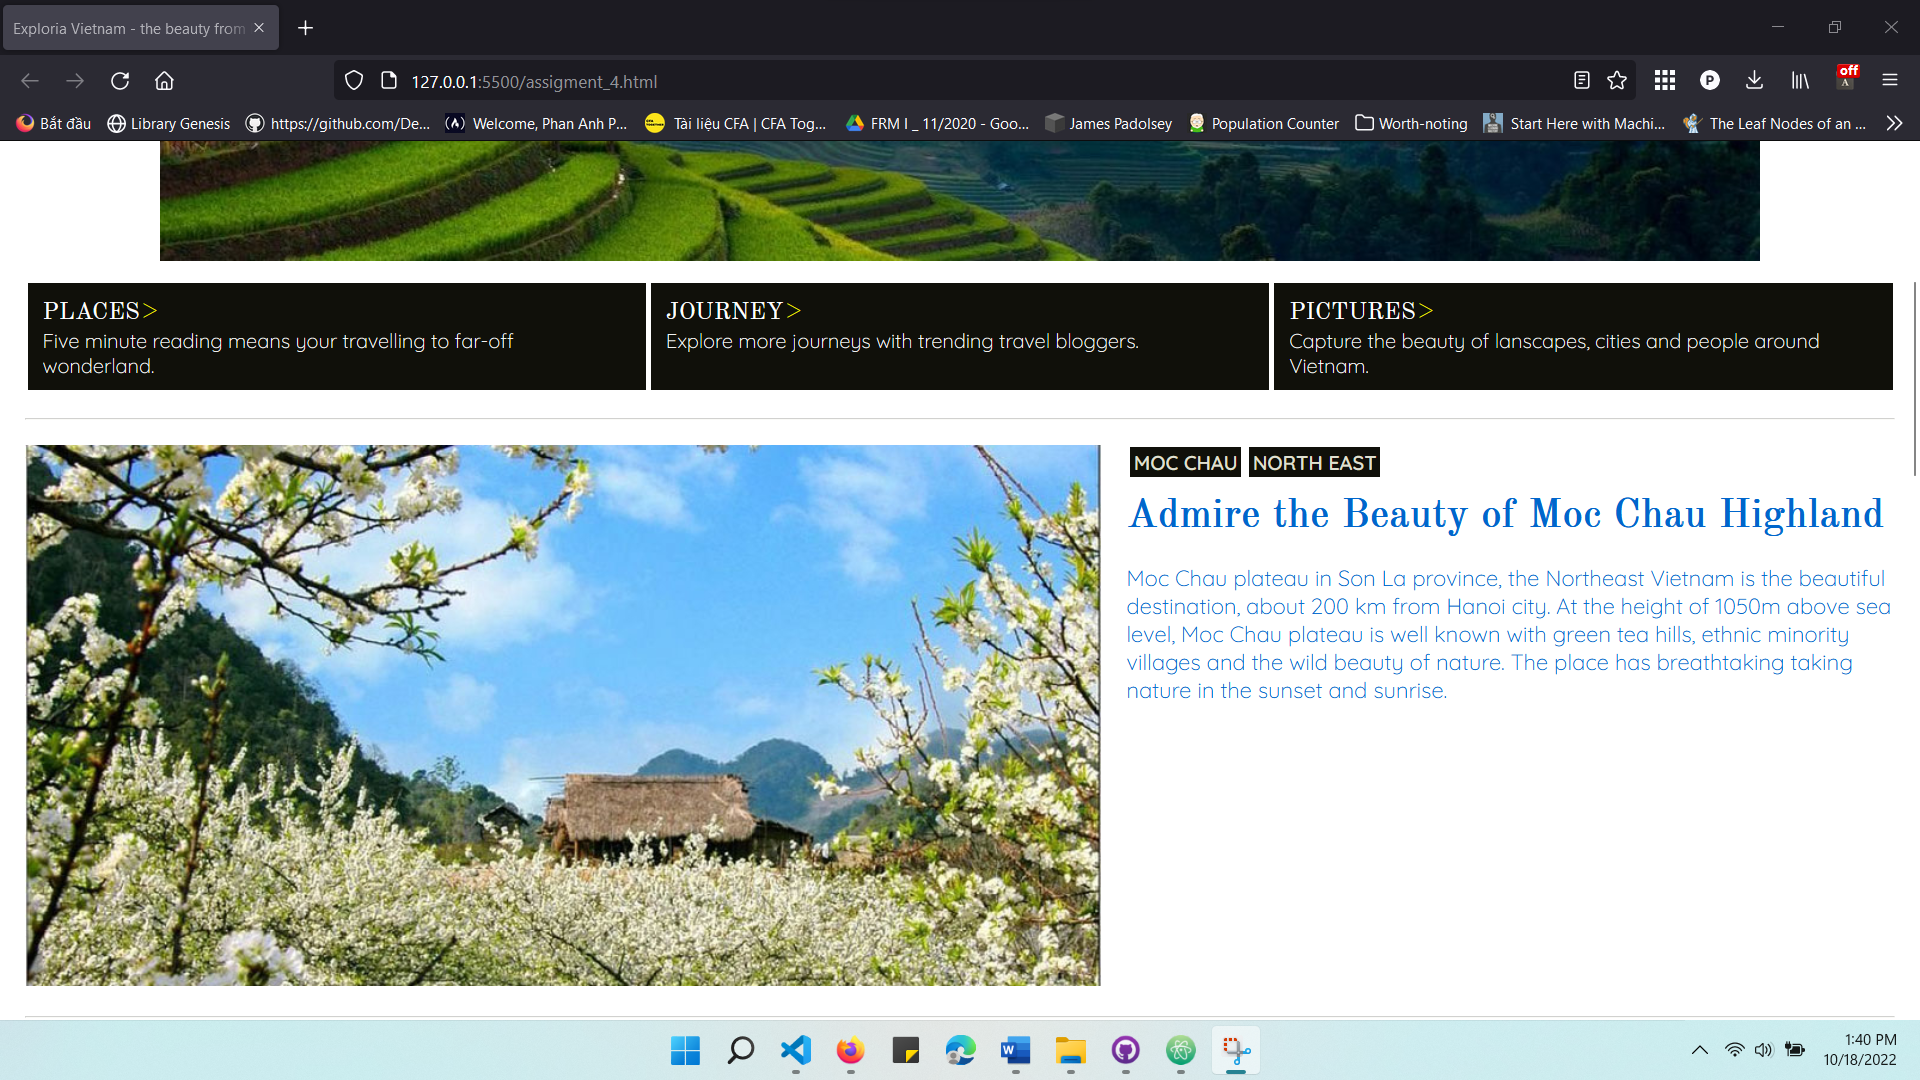 Exploria Vietnam - the beauty from
127.0.0.1:5500/assigment_4.html
off
A
P
Bắt đầu
Library Genesis
https://github.com/De...
Welcome, Phan Anh P...
Tài liệu CFA | CFA Tog...
FRM I _ 11/2020 - Goo...
James Padolsey
Population Counter
Worth-noting
Start Here with Machi...
The Leaf Nodes of an ...
PLACES>
Five minute reading means your travelling to far-off
wonderland.
JOURNEY>
Explore more journeys with trending travel bloggers.
PICTURES>
Capture the beauty of lanscapes, cities and people around
Vietnam.
MOC CHAU NORTH EAST
Admire the Beauty of Moc Chau Highland
Moc Chau plateau in Son La province, the Northeast Vietnam is the beautiful
destination, about 200 km from Hanoi city. At the height of 1050m above sea
level, Moc Chau plateau is well known with green tea hills, ethnic minority
villages and the wild beauty of nature. The place has breathtaking taking
nature in the sunset and sunrise.
1:40 PM
10/18/2022